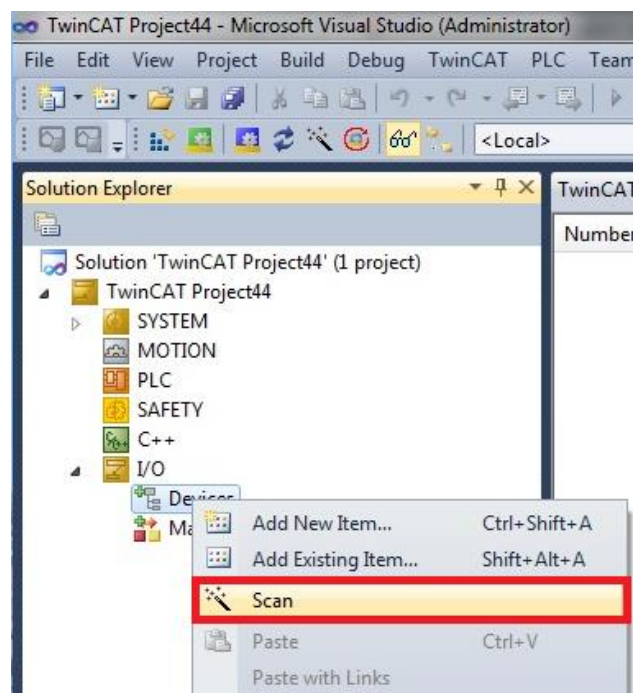 TwinCAT Project44 - Microsoft Visual Studio (Administrator)
File Edit View Project Build Debug TwinCAT PLC Team
<Local>
Solution Explorer
TwinCAT
Number
Solution 'TwinCAT Project44' (1 project)
TwinCAT Project44
SYSTEM
MOTION
PLC
SAFETY
C++
I/O
Devices
Ma
Add New Item... Ctrl+Shift+A
Add Existing Item... Shift+Alt+A
Scan
Paste Ctrl+V
Paste with Links